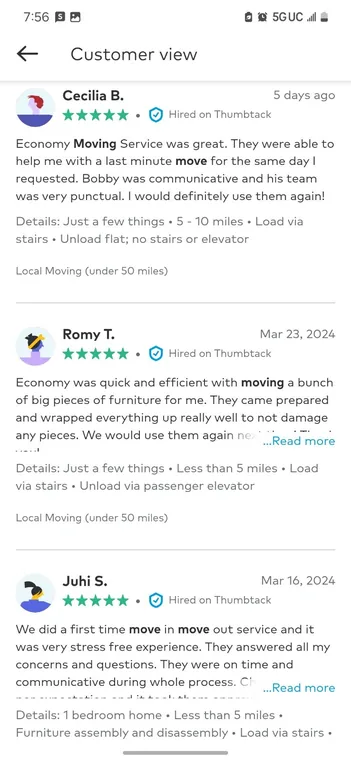 7:56 5GUC
Customer view
Cecilia B. 5 days ago
• Hired on Thumbtack
Economy Moving Service was great. They were able to
help me with a last minute move for the same day I
requested. Bobby was communicative and his team
was very punctual. I would definitely use them again!
Details: Just a few things • 5 - 10 miles • Load via
stairs • Unload flat; no stairs or elevator
Local Moving (under 50 miles)
Romy T. Mar 23, 2024
• Hired on Thumbtack
Economy was quick and efficient with moving a bunch
of big pieces of furniture for me. They came prepared
and wrapped everything up really well to not damage
any pieces. We would use them again ...Read more
Details: Just a few things • Less than 5 miles • Load
via stairs • Unload via passenger elevator
Local Moving (under 50 miles)
Juhi S. Mar 16, 2024
• Hired on Thumbtack
We did a first time move in move out service and it
was very stress free experience. They answered all my
concerns and questions. They were on time and
communicative during whole process. ...Read more
Details: 1 bedroom home • Less than 5 miles •
Furniture assembly and disassembly • Load via stairs •